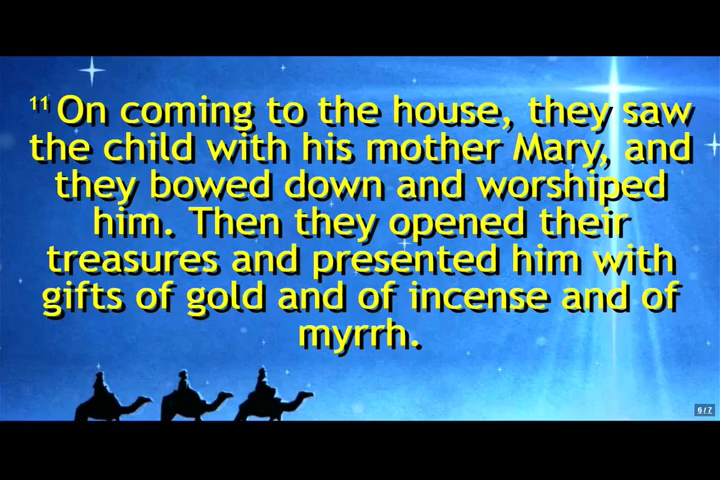 11 On coming to the house, they saw
the child with his mother Mary, and
they bowed down and worshiped
him. Then they opened their
treasures and presented him with
gifts of gold and of incense and of
myrrh.
6/7